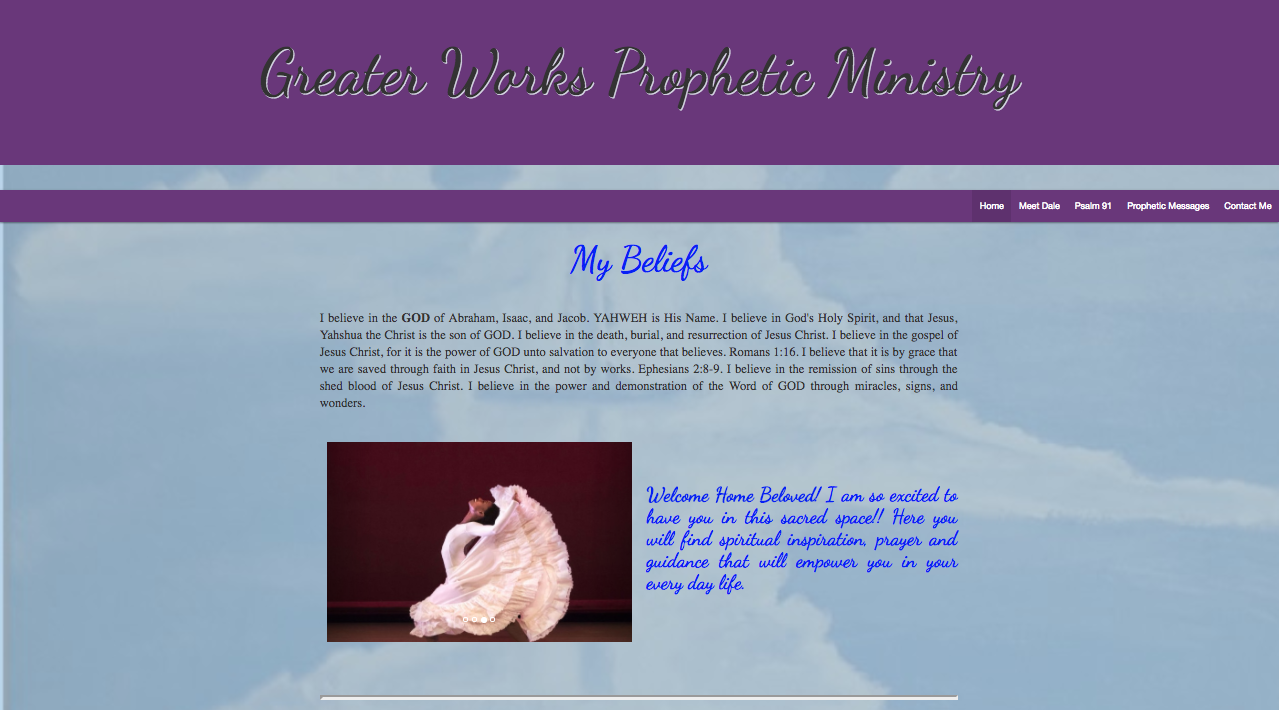 Greater Works Prophetic Ministry
Home Meet Dale Psalm 91 Prophetic Messages Contact Me
My Beliefs
I believe in the GOD of Abraham, Isaac, and Jacob. YAHWEH is His Name. I believe in God's Holy Spirit, and that Jesus,
Yahshua the Christ is the son of GOD. I believe in the death, burial, and resurrection of Jesus Christ. I believe in the gospel of
Jesus Christ, for it is the power of GOD unto salvation to everyone that believes. Romans 1:16. I believe that it is by grace that
we are saved through faith in Jesus Christ, and not by works. Ephesians 2:8-9. I believe in the remission of sins through the
shed blood of Jesus Christ. I believe in the power and demonstration of the Word of GOD through miracles, signs, and
wonders.
Welcome Home Beloved! I am so excited to
have you in this sacred space!! Here you
will find spiritual inspiration, prayer and
guidance that will empower you in your
every day life.